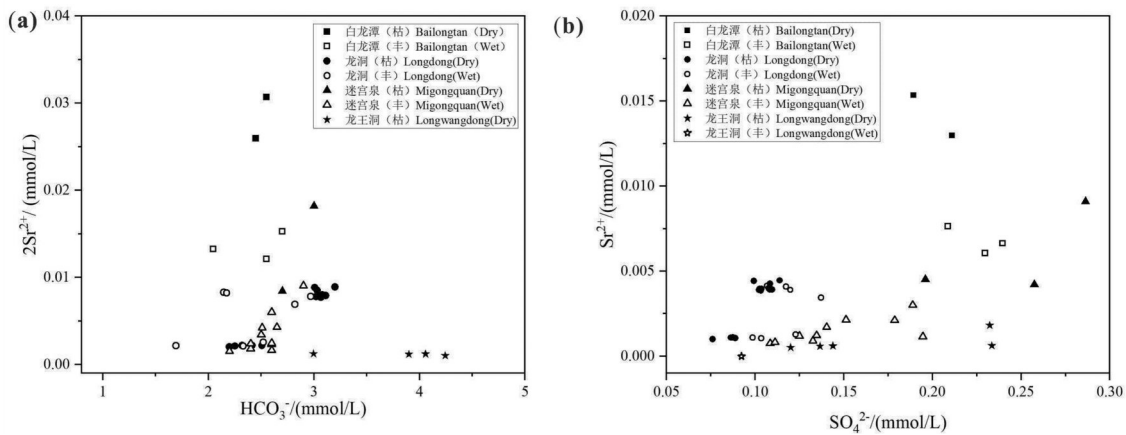 (a)
0.04
0.03
0.02
0.01
0.00
2Sr²⁺/ (mmol/L)
■ 白龙潭（枯）Bailongtan（Dry）
□ 白龙潭（丰）Bailongtan（Wet）
● 龙洞（枯）Longdong(Dry)
○ 龙洞（丰）Longdong(Wet)
▲ 迷宫泉（枯）Migongquan(Dry)
△ 迷宫泉（丰）Migongquan(Wet)
★ 龙王洞（枯）Longwangdong(Dry)
1 2 3 4 5
HCO₃⁻/(mmol/L)
(b)
0.020
0.015
0.010
0.005
0.000
Sr²⁺/(mmol/L)
■ 白龙潭（枯）Bailongtan(Dry)
□ 白龙潭（丰）Bailongtan(Wet)
● 龙洞（枯）Longdong(Dry)
○ 龙洞（丰）Longdong(Wet)
▲ 迷宫泉（枯）Migongquan(Dry)
△ 迷宫泉（丰）Migongquan(Wet)
★ 龙王洞（枯）Longwangdong(Dry)
☆ 龙王洞（丰）Longwangdong(Wet)
0.05 0.10 0.15 0.20 0.25 0.30
SO₄²⁻/(mmol/L)